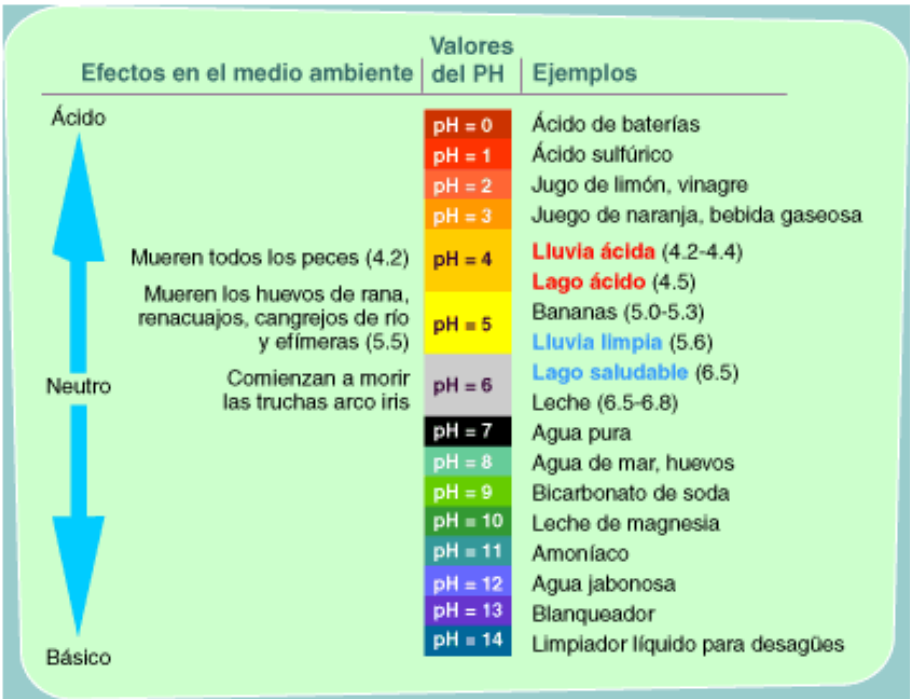 Efectos en el medio ambiente
Valores
del PH
Ejemplos
Ácido
pH = 0 Ácido de baterías
pH = 1 Ácido sulfúrico
pH = 2 Jugo de limón, vinagre
pH = 3 Juego de naranja, bebida gaseosa
Mueren todos los peces (4.2)
pH = 4
Lluvia ácida (4.2-4.4)
Lago ácido (4.5)
Mueren los huevos de rana,
renacuajos, cangrejos de río
y efímeras (5.5)
pH = 5
Bananas (5.0-5.3)
Lluvia limpia (5.6)
Neutro
Comienzan a morir
las truchas arco iris
pH = 6
Lago saludable (6.5)
Leche (6.5-6.8)
pH = 7 Agua pura
pH = 8 Agua de mar, huevos
pH = 9 Bicarbonato de soda
pH = 10 Leche de magnesia
pH = 11 Amoníaco
pH = 12 Agua jabonosa
pH = 13 Blanqueador
pH = 14 Limpiador líquido para desagües
Básico